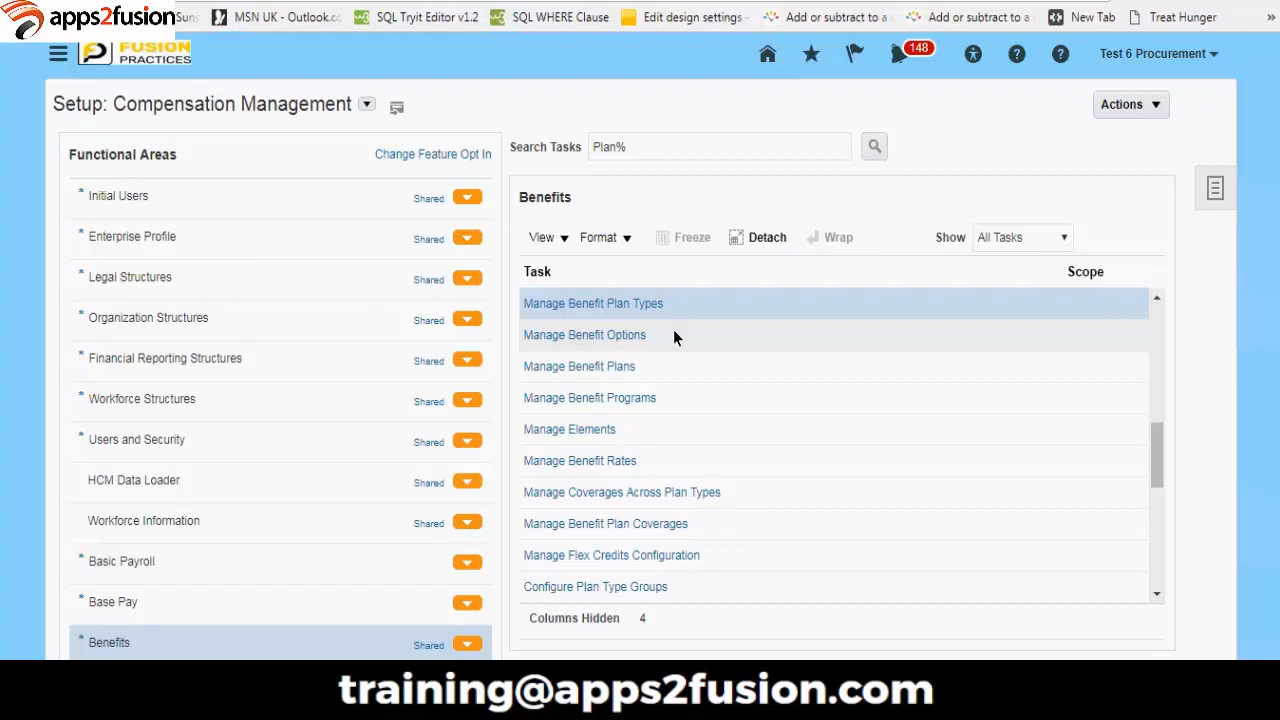 apps2fusion
MSN UK - Outlook.co
SQL Tryit Editor v1.2
SQL WHERE Clause
Edit design settings
Add or subtract to a
Add or subtract to a
New Tab
Treat Hunger
»
FUSION
PRACTICES
148
Test 6 Procurement
Setup: Compensation Management
Actions
Functional Areas
Change Feature Opt In
* Initial Users Shared
* Enterprise Profile Shared
* Legal Structures Shared
* Organization Structures Shared
* Financial Reporting Structures Shared
* Workforce Structures Shared
* Users and Security Shared
HCM Data Loader Shared
Workforce Information Shared
* Basic Payroll
* Base Pay
* Benefits Shared
Search Tasks Plan%
Benefits
View Format Freeze Detach Wrap Show All Tasks
Task Scope
Manage Benefit Plan Types
Manage Benefit Options
Manage Benefit Plans
Manage Benefit Programs
Manage Elements
Manage Benefit Rates
Manage Coverages Across Plan Types
Manage Benefit Plan Coverages
Manage Flex Credits Configuration
Configure Plan Type Groups
Columns Hidden 4
training@apps2fusion.com